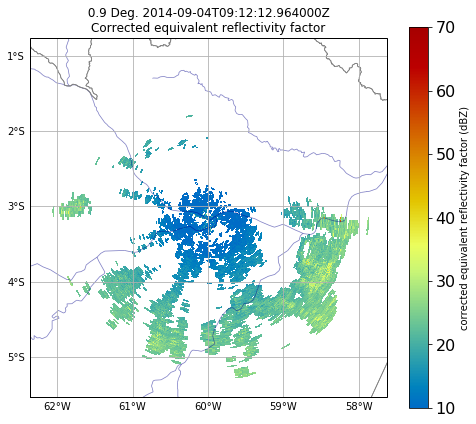 0.9 Deg. 2014-09-04T09:12:12.964000Z
Corrected equivalent reflectivity factor
1°S
2°S
3°S
4°S
5°S
62°W 61°W 60°W 59°W 58°W
70
60
50
40
30
20
10
corrected equivalent reflectivity factor (dBZ)